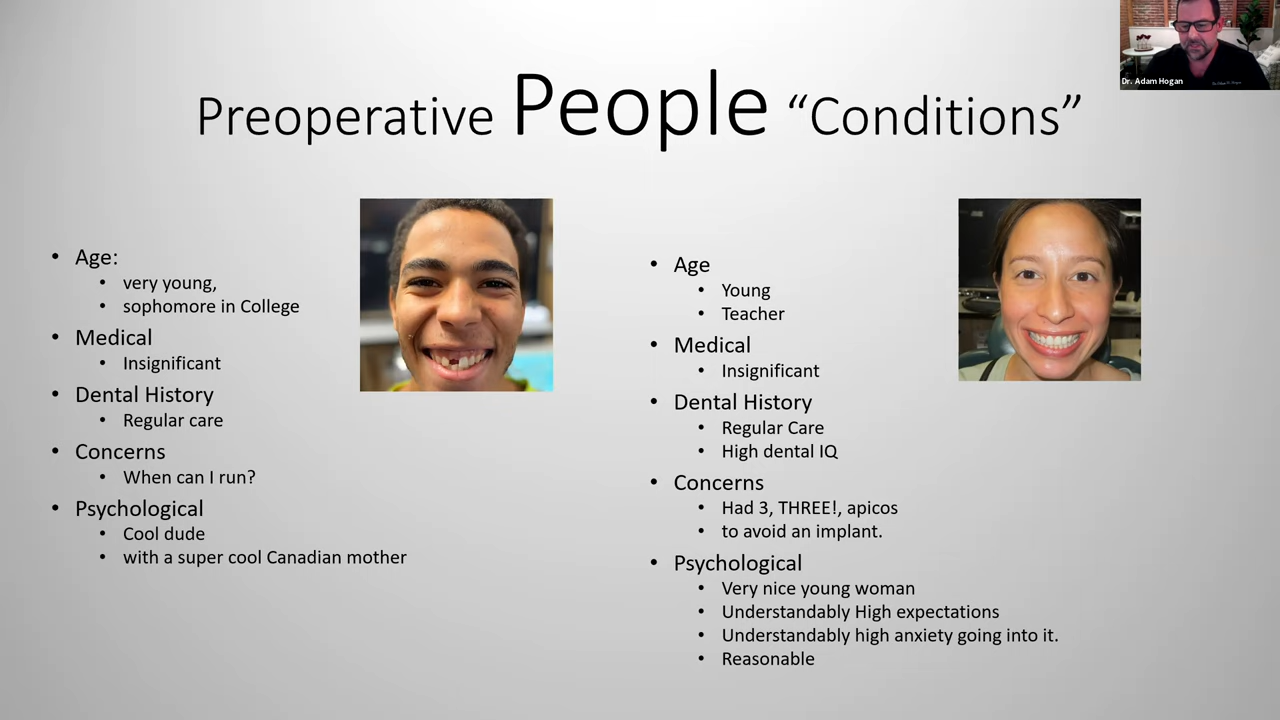 Dr. Adam Hogan
Preoperative People “Conditions”
• Age:
• very young,
• sophomore in College
• Medical
• Insignificant
• Dental History
• Regular care
• Concerns
• When can I run?
• Psychological
• Cool dude
• with a super cool Canadian mother
• Age
• Young
• Teacher
• Medical
• Insignificant
• Dental History
• Regular Care
• High dental IQ
• Concerns
• Had 3, THREE!, apicos
• to avoid an implant.
• Psychological
• Very nice young woman
• Understandably High expectations
• Understandably high anxiety going into it.
• Reasonable